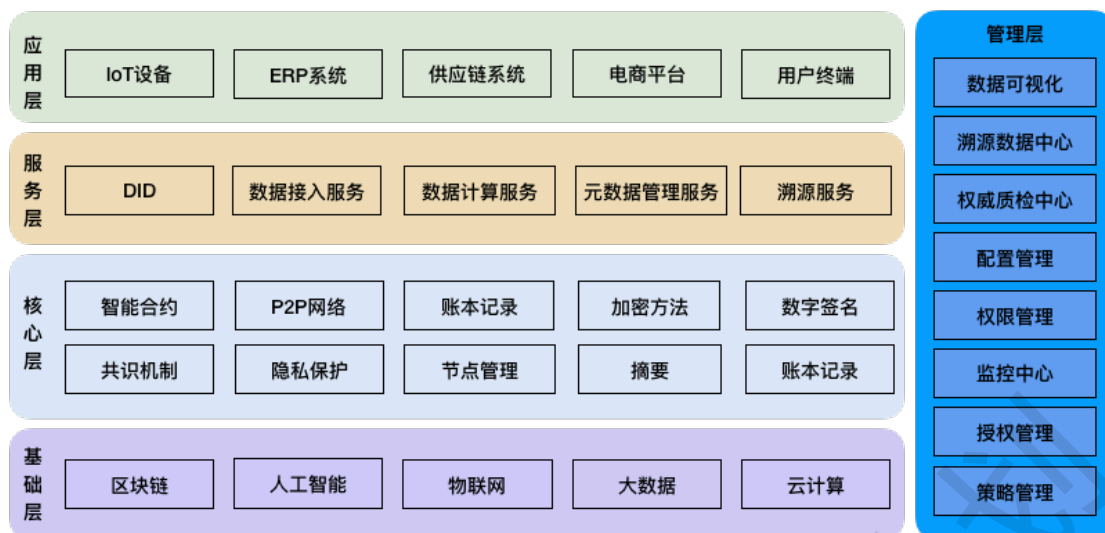 应用层
IoT设备
ERP系统
供应链系统
电商平台
用户终端
服务层
DID
数据接入服务
数据计算服务
元数据管理服务
溯源服务
核心层
智能合约
P2P网络
账本记录
加密方法
数字签名
共识机制
隐私保护
节点管理
摘要
账本记录
基础层
区块链
人工智能
物联网
大数据
云计算
管理层
数据可视化
溯源数据中心
权威质检中心
配置管理
权限管理
监控中心
授权管理
策略管理